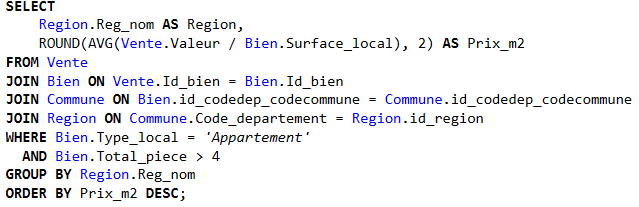 SELECT
    Region.Reg_nom AS Region,
    ROUND(AVG(Vente.Valeur / Bien.Surface_local), 2) AS Prix_m2
FROM Vente
JOIN Bien ON Vente.Id_bien = Bien.Id_bien
JOIN Commune ON Bien.id_codedep_codecommune = Commune.id_codedep_codecommune
JOIN Region ON Commune.Code_departement = Region.id_region
WHERE Bien.Type_local = 'Appartement'
  AND Bien.Total_piece > 4
GROUP BY Region.Reg_nom
ORDER BY Prix_m2 DESC;